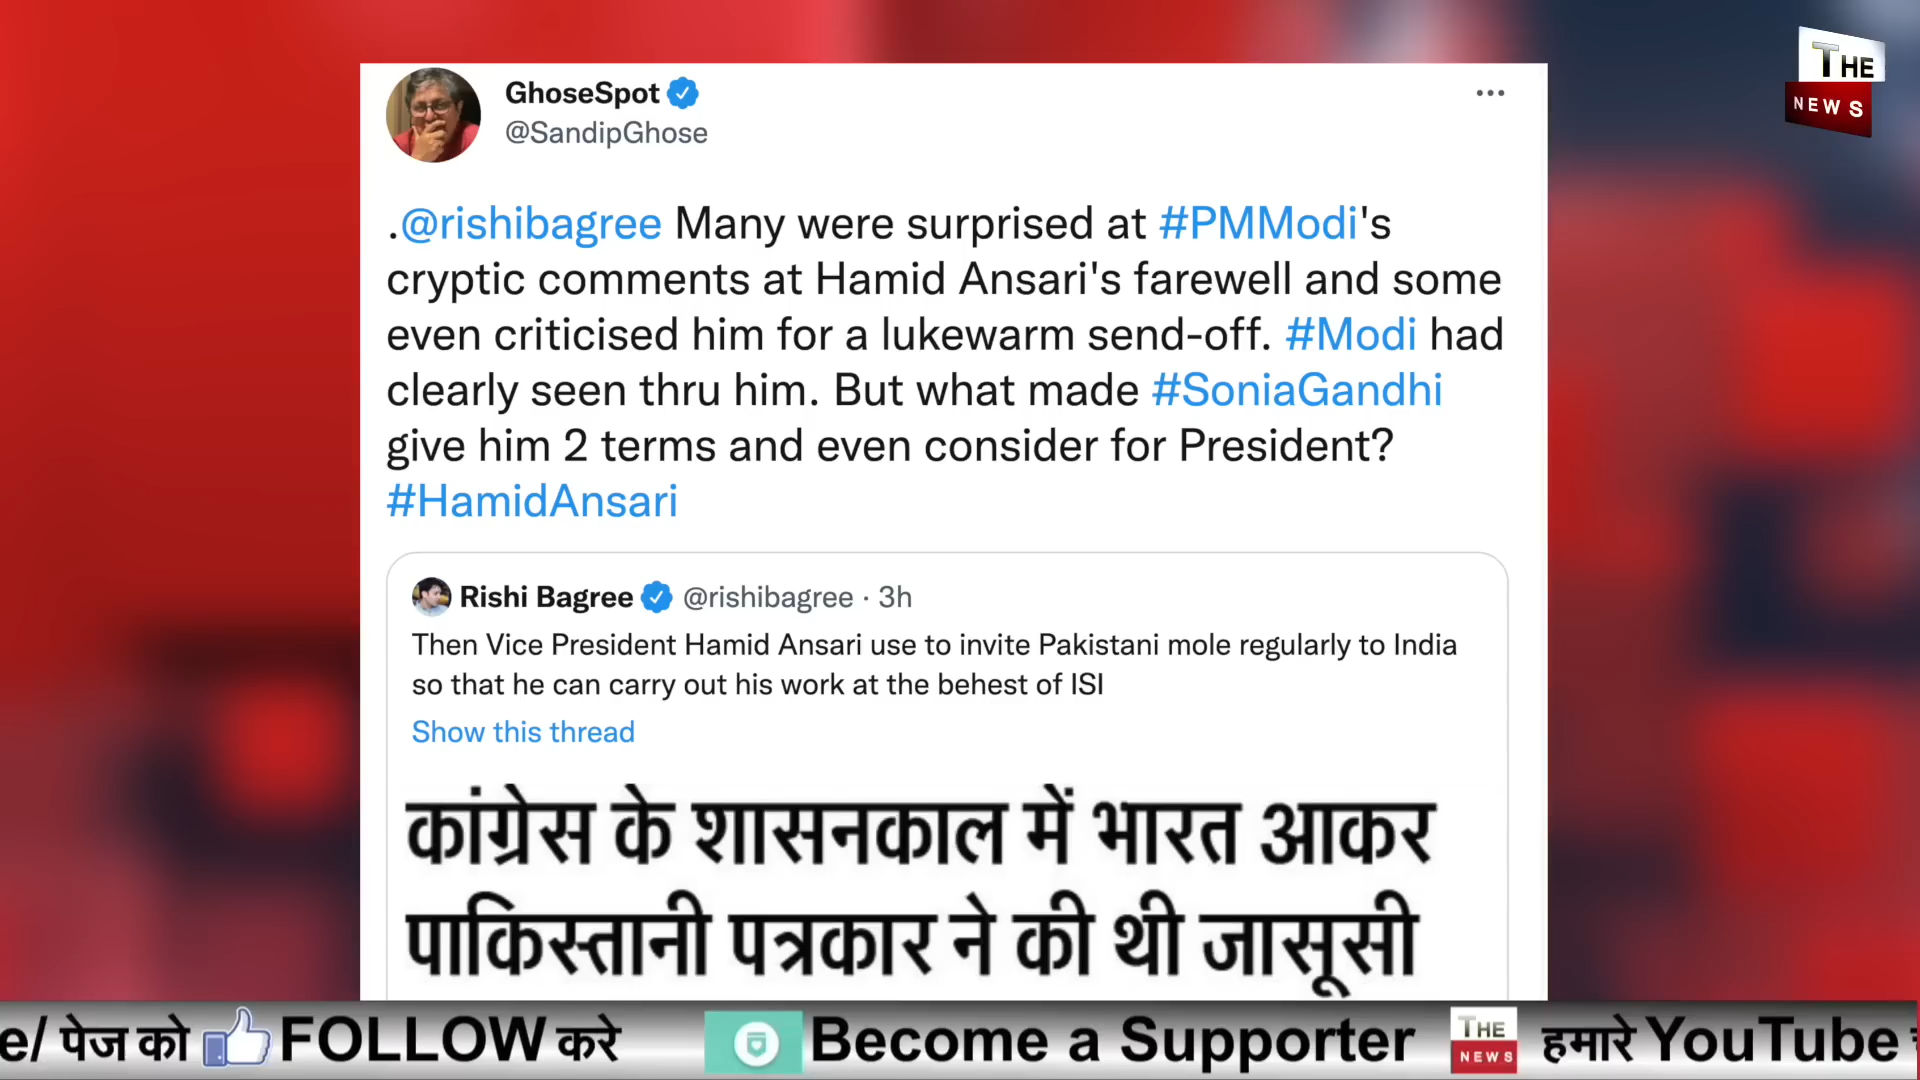 THE
NEWS
GhoseSpot
@SandipGhose
.@rishibagree Many were surprised at #PMModi's
cryptic comments at Hamid Ansari's farewell and some
even criticised him for a lukewarm send-off. #Modi had
clearly seen thru him. But what made #SoniaGandhi
give him 2 terms and even consider for President?
#HamidAnsari
Rishi Bagree @rishibagree · 3h
Then Vice President Hamid Ansari use to invite Pakistani mole regularly to India
so that he can carry out his work at the behest of ISI
Show this thread
कांग्रेस के शासनकाल में भारत आकर
पाकिस्तानी पत्रकार ने की थी जासूसी
e/ पेज को FOLLOW करे Become a Supporter THE NEWS हमारे YouTube